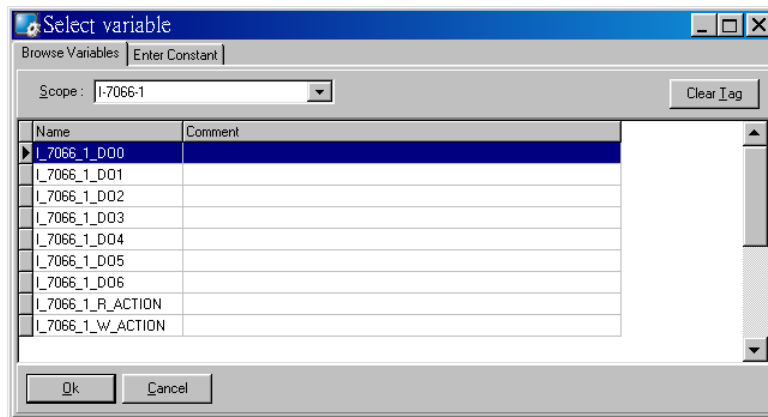 Select variable
Browse Variables Enter Constant
Scope : I-7066-1 Clear Tag
Name Comment
I_7066_1_DO0
I_7066_1_DO1
I_7066_1_DO2
I_7066_1_DO3
I_7066_1_DO4
I_7066_1_DO5
I_7066_1_DO6
I_7066_1_R_ACTION
I_7066_1_W_ACTION
Ok Cancel